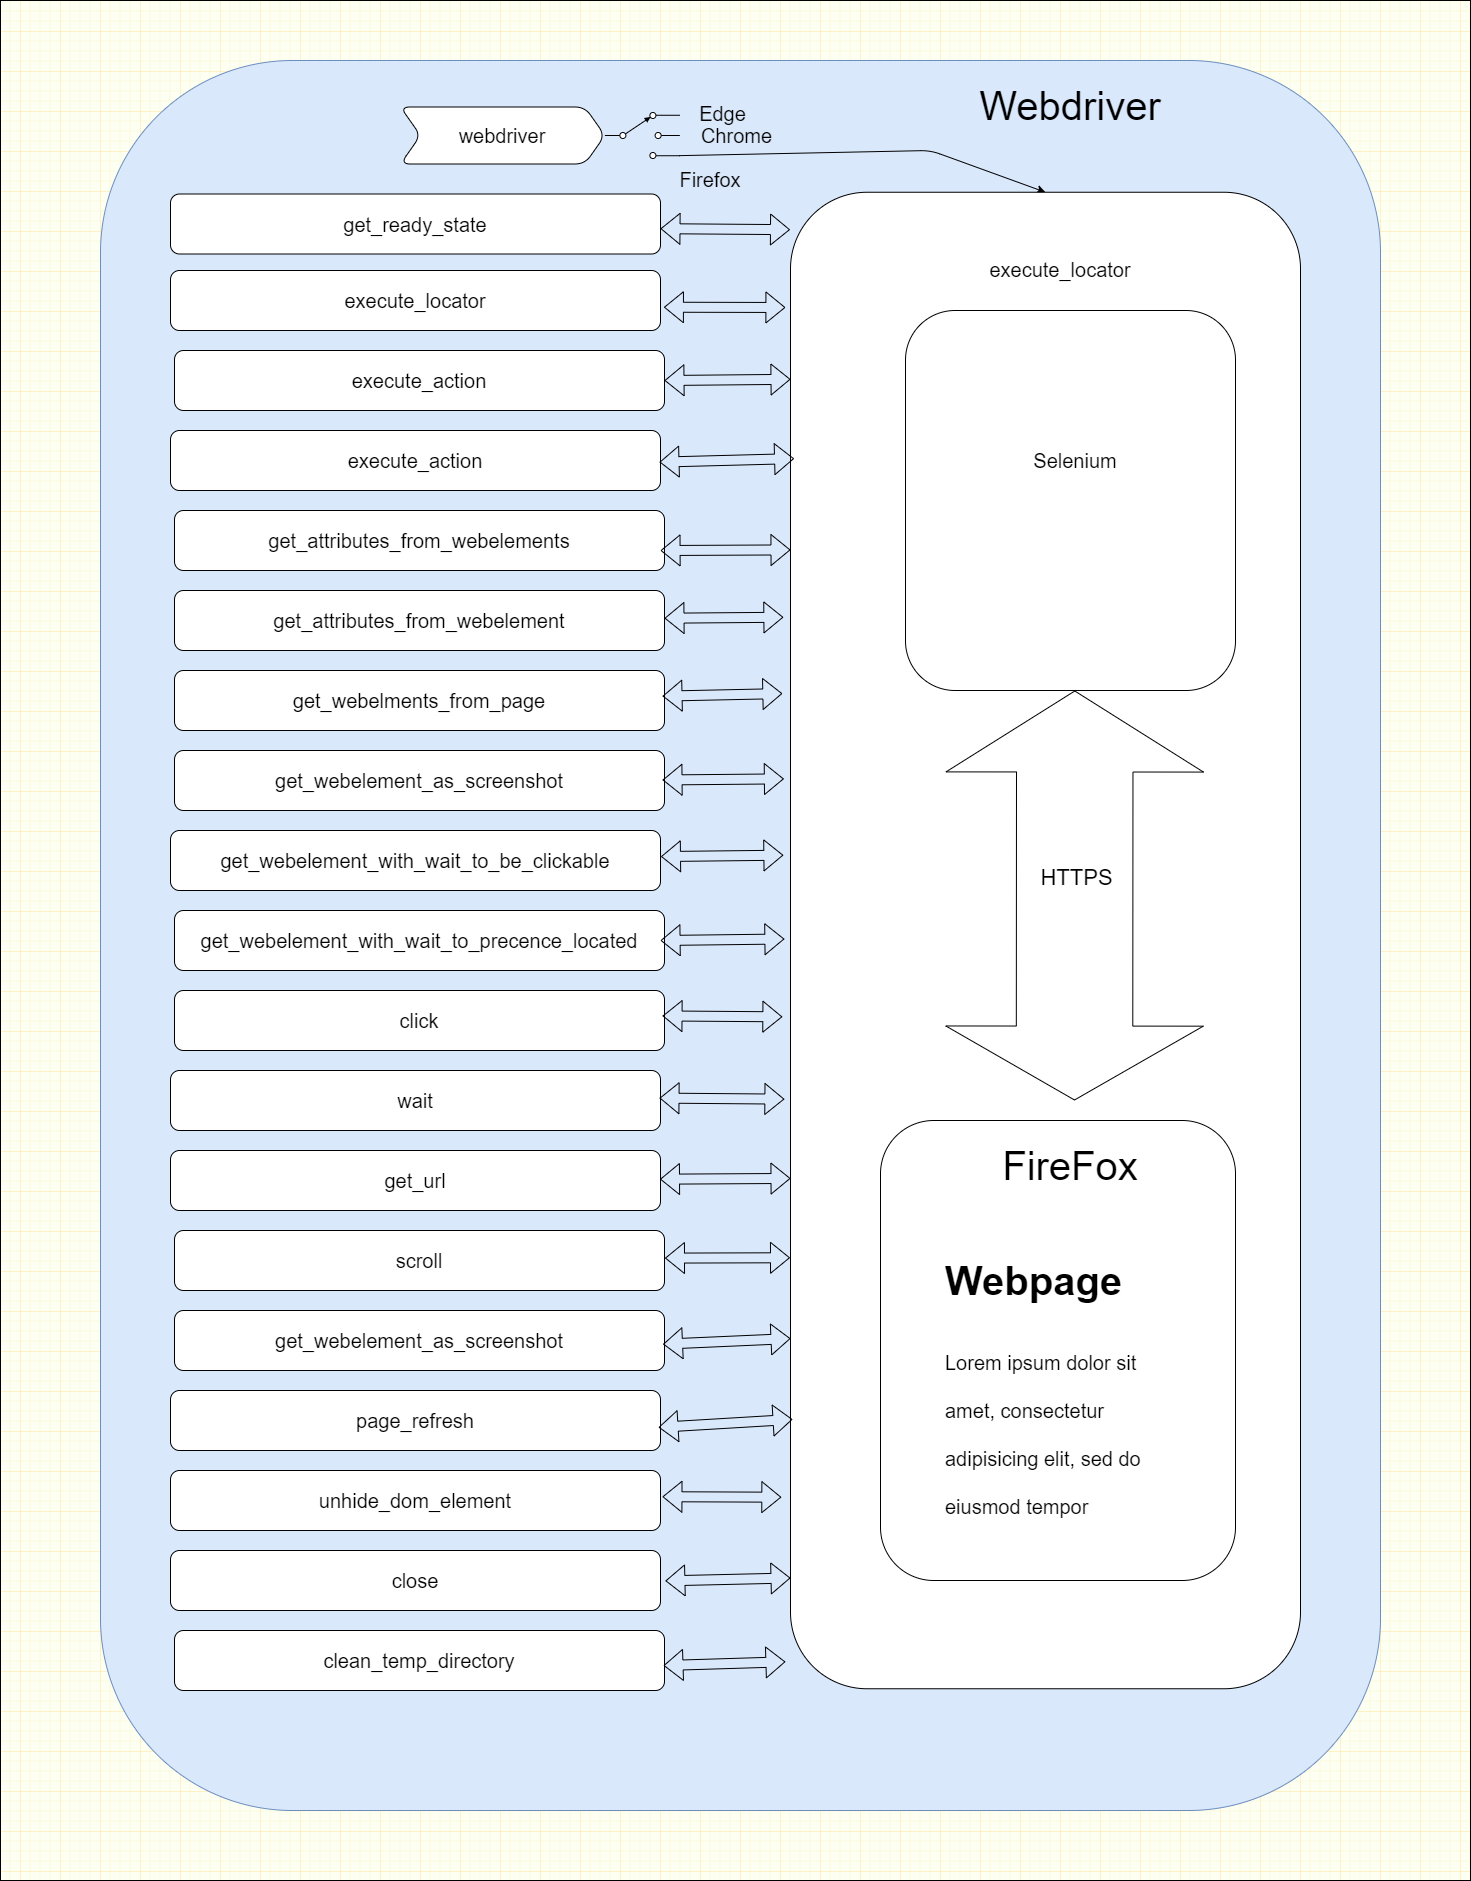 Webdriver
webdriver
Edge
Chrome
Firefox
get_ready_state
execute_locator
execute_action
execute_action
get_attributes_from_webelements
get_attributes_from_webelement
get_webelments_from_page
get_webelement_as_screenshot
get_webelement_with_wait_to_be_clickable
get_webelement_with_wait_to_precence_located
click
wait
get_url
scroll
get_webelement_as_screenshot
page_refresh
unhide_dom_element
close
clean_temp_directory
execute_locator
Selenium
HTTPS
FireFox
Webpage
Lorem ipsum dolor sit
amet, consectetur
adipisicing elit, sed do
eiusmod tempor